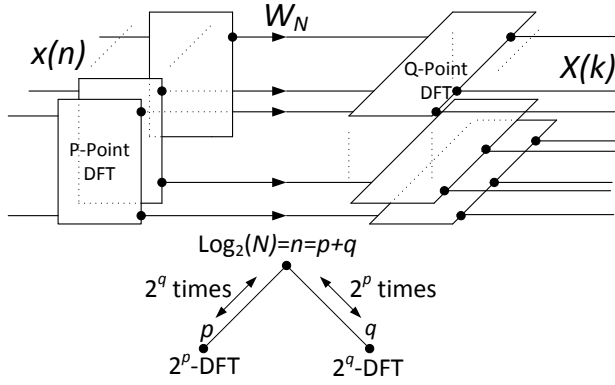 W_N
x(n)
Q-Point
DFT
X(k)
P-Point
DFT
Log₂(N)=n=p+q
2^q times
2^p times
p
q
2^p-DFT
2^q-DFT